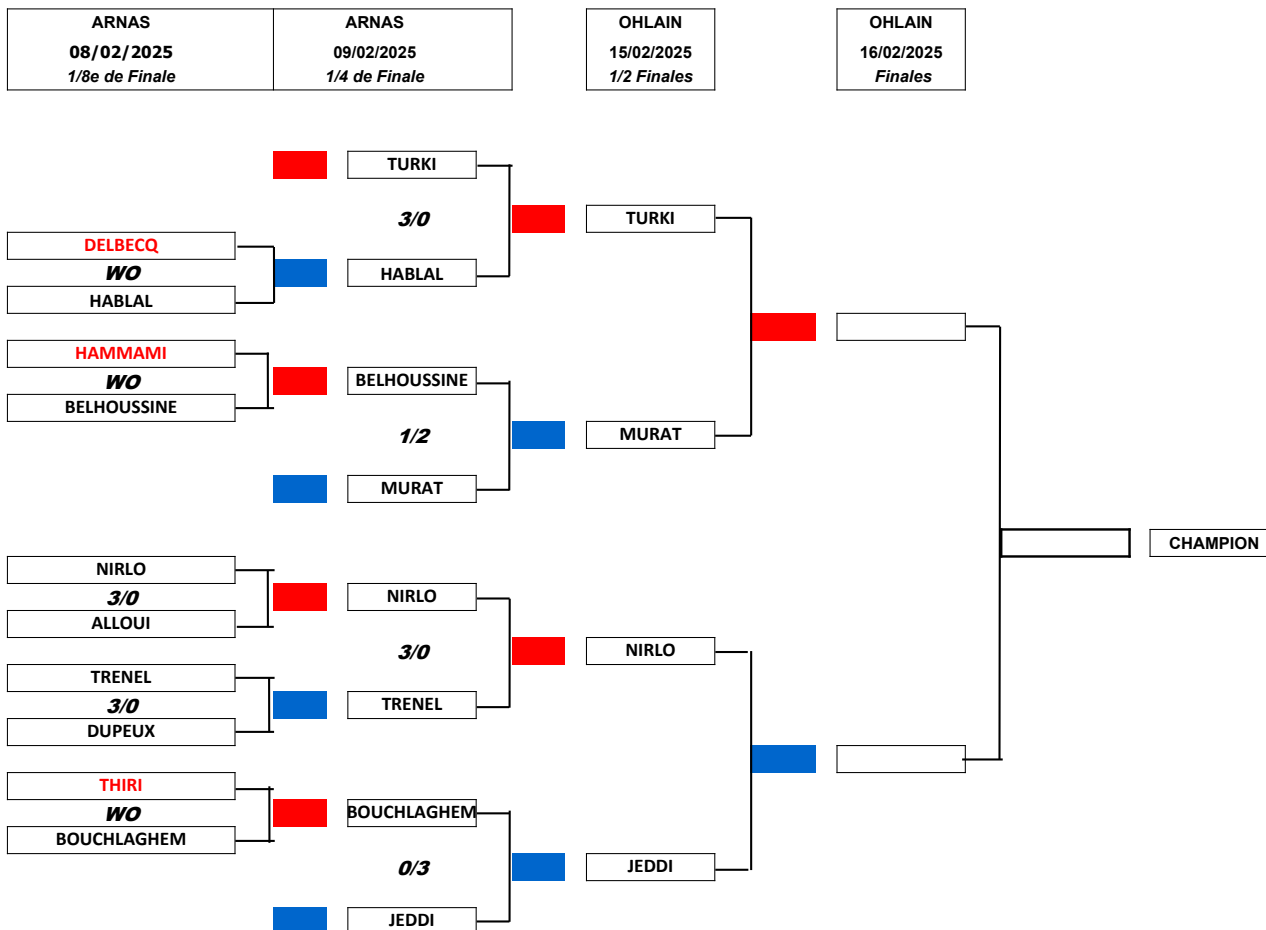 ARNAS
08/02/2025
1/8e de Finale
ARNAS
09/02/2025
1/4 de Finale
OHLAIN
15/02/2025
1/2 Finales
OHLAIN
16/02/2025
Finales
TURKI
3/0
HABLAL
DELBECQ
WO
HABLAL
HAMMAMI
WO
BELHOUSSINE
BELHOUSSINE
1/2
MURAT
TURKI
MURAT
NIRLO
3/0
ALLOUI
TRENEL
3/0
DUPEUX
NIRLO
3/0
TRENEL
THIRI
WO
BOUCHLAGHEM
BOUCHLAGHEM
0/3
JEDDI
NIRLO
JEDDI
CHAMPION